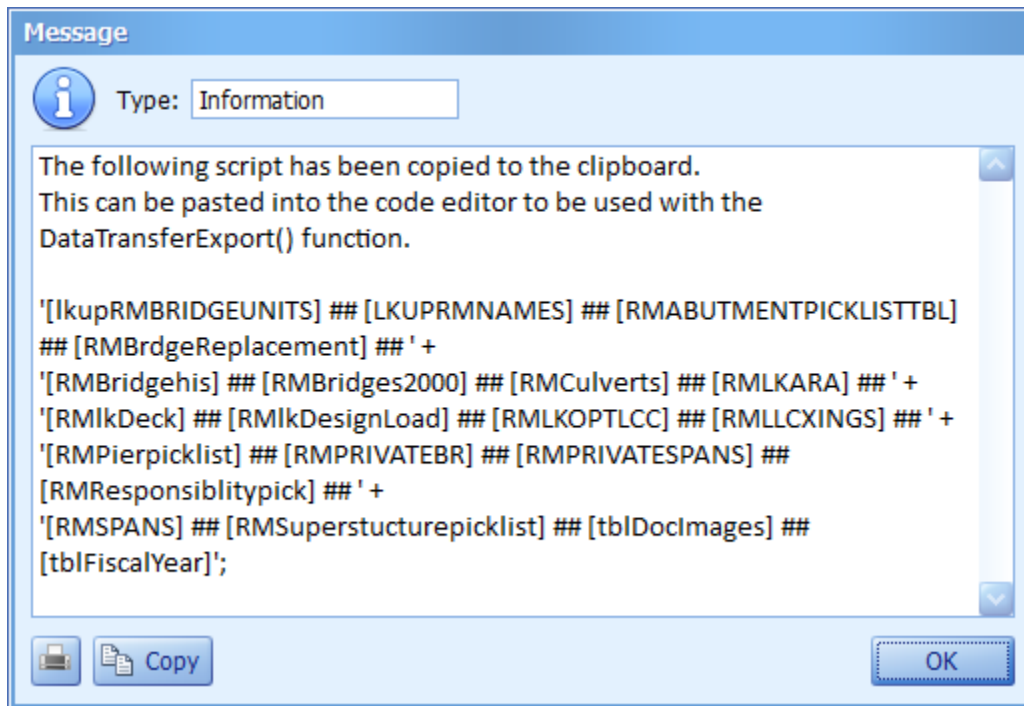 Message
Type: Information
The following script has been copied to the clipboard.
This can be pasted into the code editor to be used with the
DataTransferExport() function.
'[lkupRMBRIDGEUNITS] ## [LKUPRMNAMES] ## [RMABUTMENTPICKLISTTBL]
## [RMBrdgeReplacement] ## ' +
'[RMBridgehis] ## [RMBridges2000] ## [RMCulverts] ## [RMLKARA] ## ' +
'[RMlkDeck] ## [RMlkDesignLoad] ## [RMLKOPTLCC] ## [RMLLCXINGS] ## ' +
'[RMPierpicklist] ## [RMPRIVATEBR] ## [RMPRIVATESPANS] ##
[RMResponsiblitypick] ## ' +
'[RMSPANS] ## [RMSuperstucturepicklist] ## [tblDocImages] ##
[tblFiscalYear]';
Copy
OK